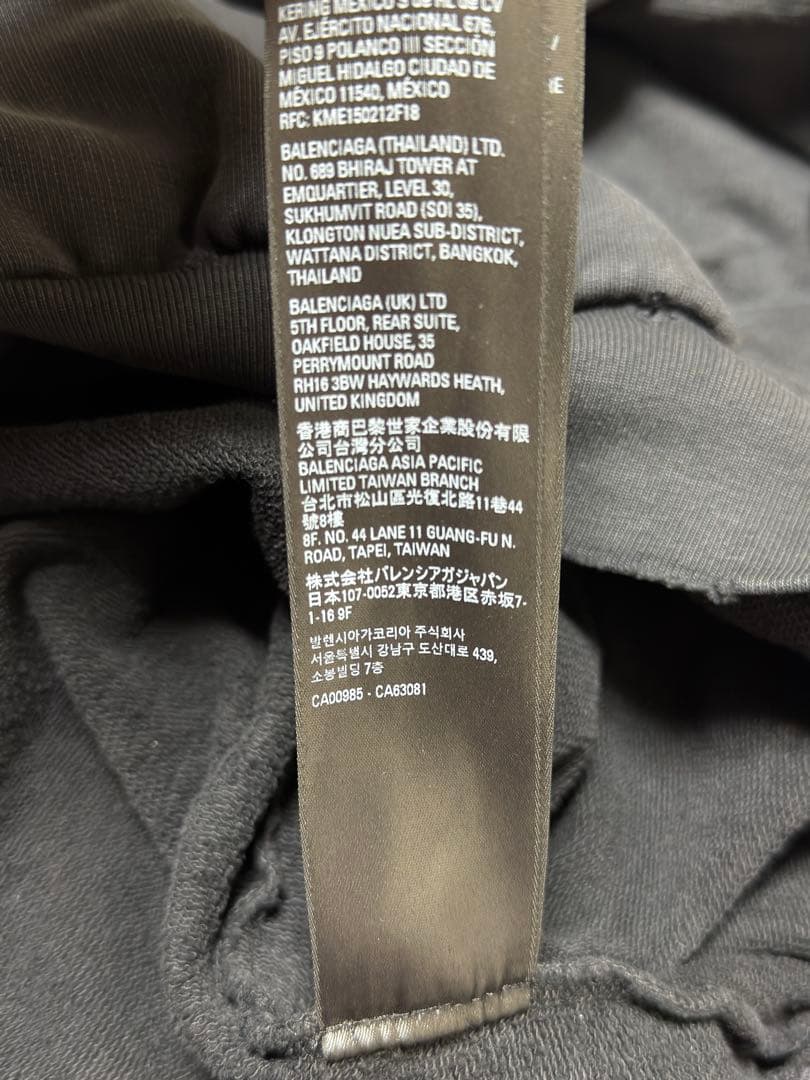 KERING MEXICO S de RL de CV
AV. EJÉRCITO NACIONAL 676,
PISO 9 POLANCO III SECCIÓN
MIGUEL HIDALGO CIUDAD DE
MÉXICO 11540, MÉXICO
RFC: KME150212F18
BALENCIAGA (THAILAND) LTD.
NO. 689 BHIRAJ TOWER AT
EMQUARTIER, LEVEL 30,
SUKHUMVIT ROAD (SOI 35),
KLONGTON NUEA SUB-DISTRICT,
WATTANA DISTRICT, BANGKOK,
THAILAND
BALENCIAGA (UK) LTD
5TH FLOOR, REAR SUITE,
OAKFIELD HOUSE, 35
PERRYMOUNT ROAD
RH16 3BW HAYWARDS HEATH,
UNITED KINGDOM
香港商巴黎世家企業股份有限
公司台灣分公司
BALENCIAGA ASIA PACIFIC
LIMITED TAIWAN BRANCH
台北市松山區光復北路11巷44
號8樓
8F. NO. 44 LANE 11 GUANG-FU N.
ROAD, TAPEI, TAIWAN
株式会社バレンシアガジャパン
日本107-0052東京都港区赤坂7-
1-16 9F
발렌시아가코리아 주식회사
서울특별시 강남구 도산대로 439,
소봉빌딩 7층
CA00985 - CA63081